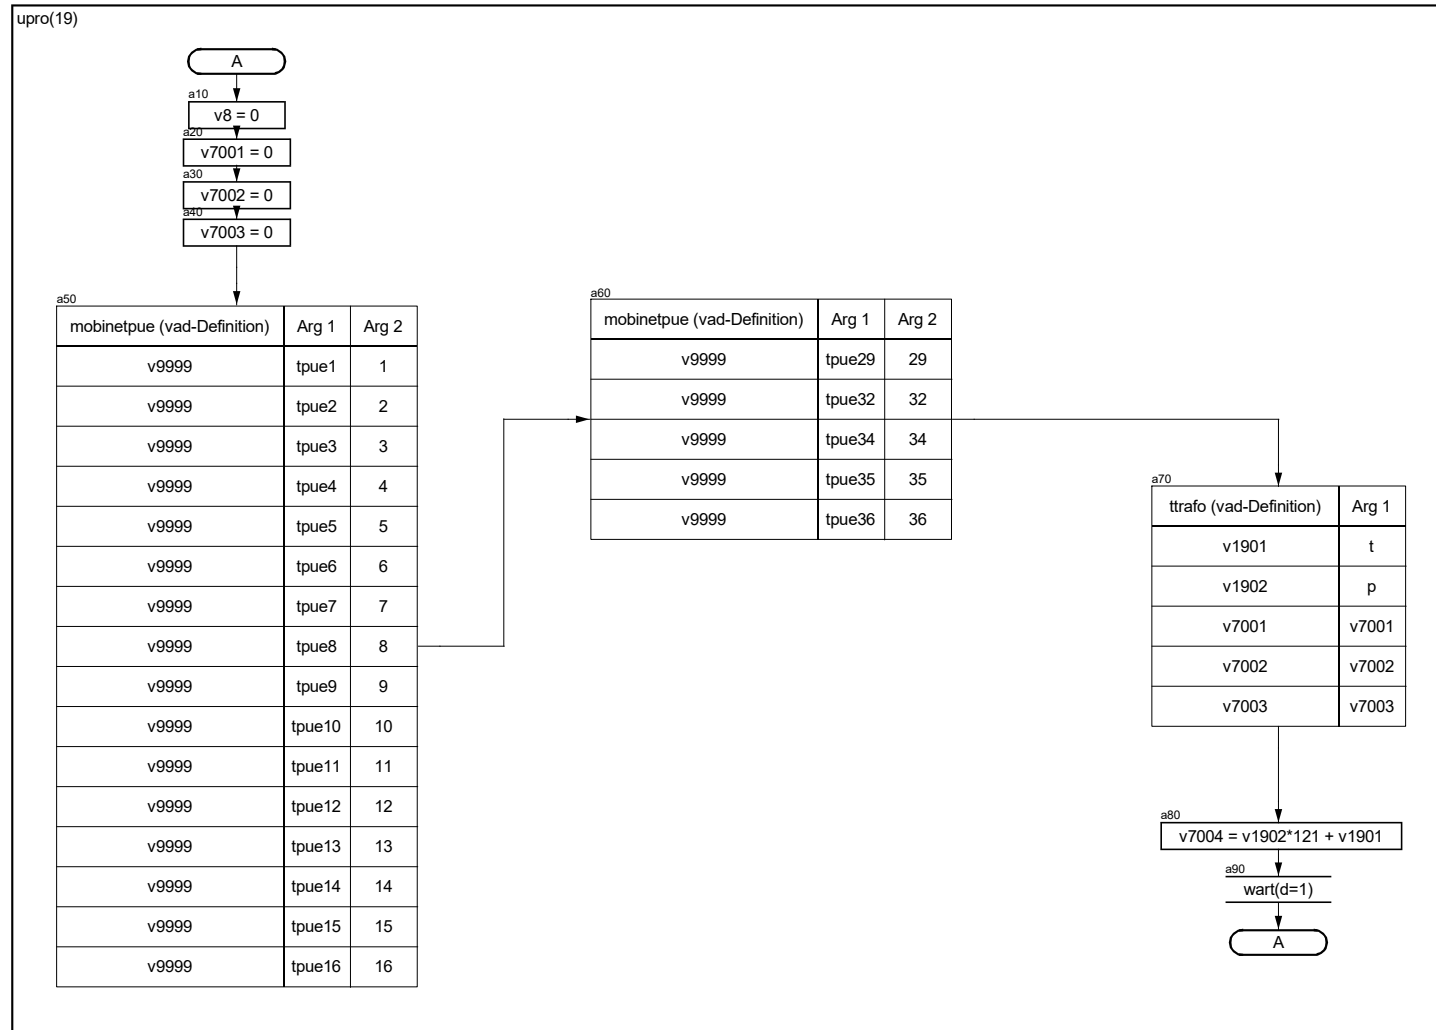 upro(19)
A
a10
v8 = 0
a20
v7001 = 0
a30
v7002 = 0
a40
v7003 = 0
a50
mobinetpue (vad-Definition) Arg 1 Arg 2
v9999 tpue1 1
v9999 tpue2 2
v9999 tpue3 3
v9999 tpue4 4
v9999 tpue5 5
v9999 tpue6 6
v9999 tpue7 7
v9999 tpue8 8
v9999 tpue9 9
v9999 tpue10 10
v9999 tpue11 11
v9999 tpue12 12
v9999 tpue13 13
v9999 tpue14 14
v9999 tpue15 15
v9999 tpue16 16
a60
mobinetpue (vad-Definition) Arg 1 Arg 2
v9999 tpue29 29
v9999 tpue32 32
v9999 tpue34 34
v9999 tpue35 35
v9999 tpue36 36
a70
ttrafo (vad-Definition) Arg 1
v1901 t
v1902 p
v7001 v7001
v7002 v7002
v7003 v7003
a80
v7004 = v1902*121 + v1901
a90
wart(d=1)
A